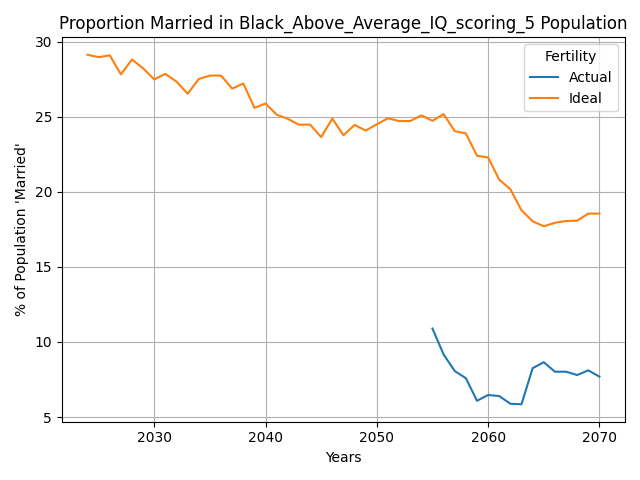 Proportion Married in Black_Above_Average_IQ_scoring_5 Population
Fertility
Actual
Ideal
% of Population 'Married'
30
25
20
15
10
5
2030
2040
2050
2060
2070
Years